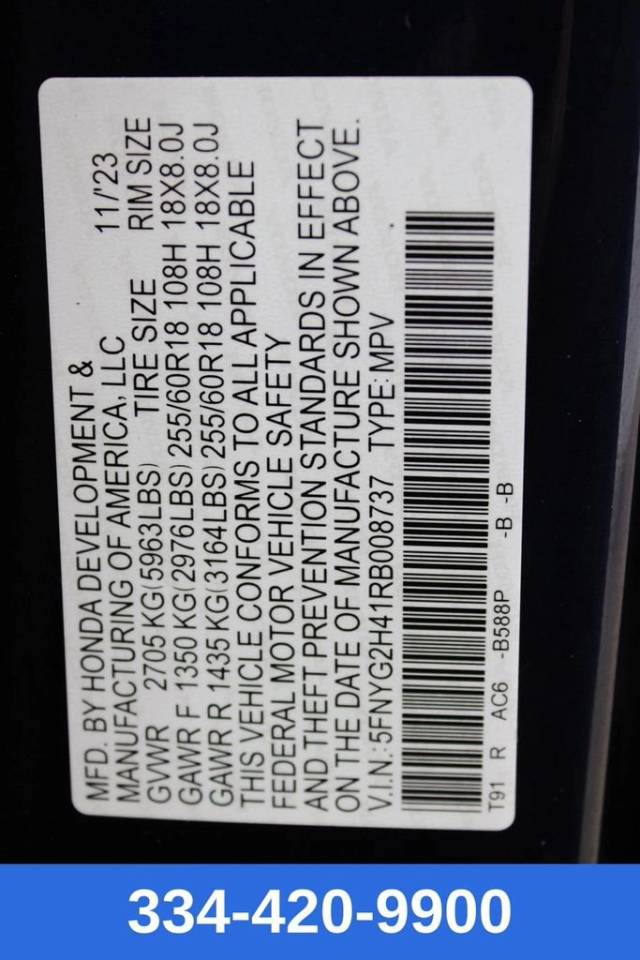 MFD. BY HONDA DEVELOPMENT &
MANUFACTURING OF AMERICA, LLC 11/'23
GVWR 2705 KG(5963LBS) TIRE SIZE RIM SIZE
GAWR F 1350 KG(2976LBS) 255/60R18 108H 18X8.0J
GAWR R 1435 KG(3164LBS) 255/60R18 108H 18X8.0J
THIS VEHICLE CONFORMS TO ALL APPLICABLE
FEDERAL MOTOR VEHICLE SAFETY
AND THEFT PREVENTION STANDARDS IN EFFECT
ON THE DATE OF MANUFACTURE SHOWN ABOVE.
V.I.N.: 5FNYG2H41RB008737 TYPE: MPV
T91 R AC6 -B588P -B -B
334-420-9900